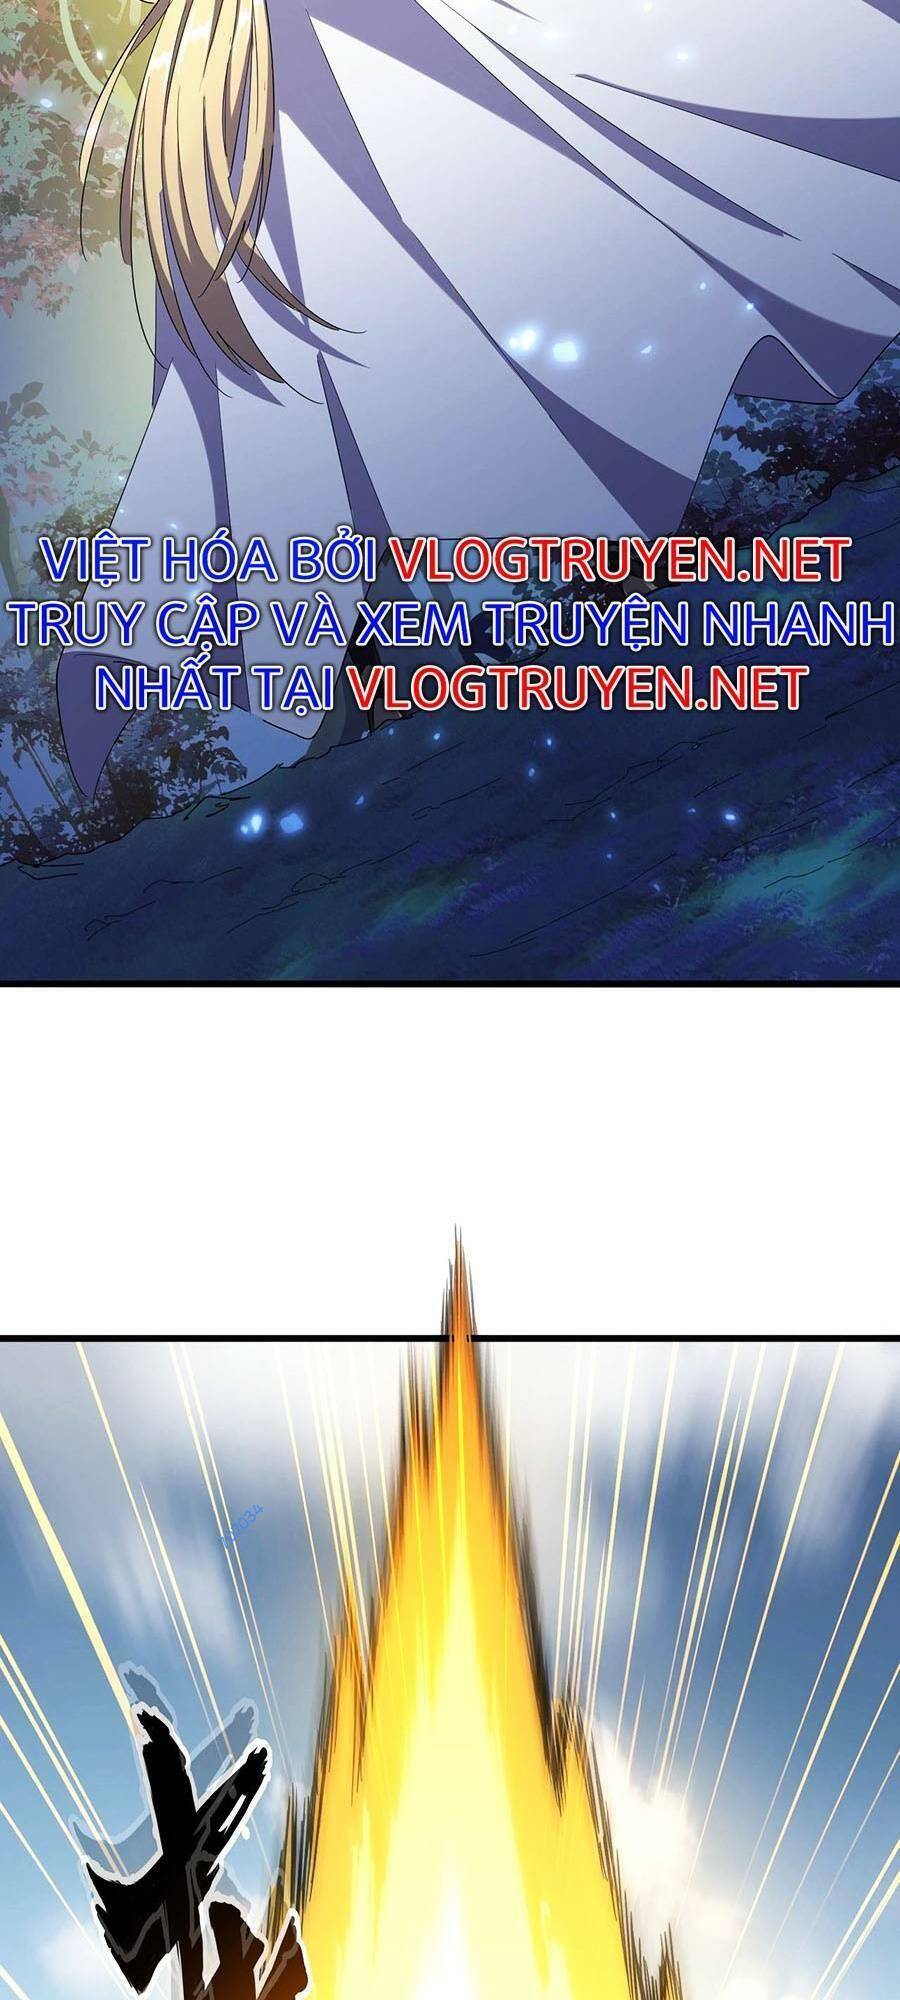 VIỆT HÓA BỞI VLOGTRUYEN.NET
TRUY CẬP VÀ XEM TRUYỆN NHANH
NHẤT TẠI VLOGTRUYEN.NET